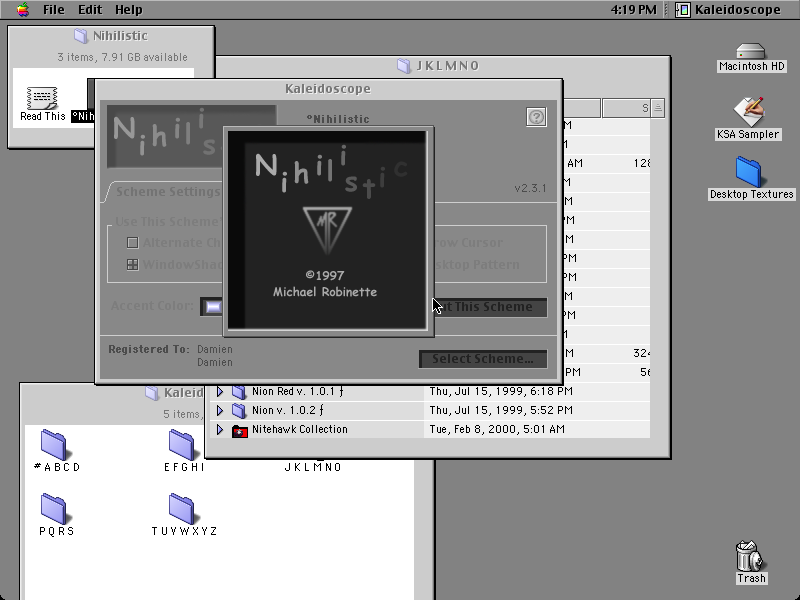 File Edit Help
4:19 PM
Kaleidoscope
Nihilistic
3 items, 7.91 GB available
Read This
°Nih
JKLMNO
S
Kaleidoscope
Nihilis
°Nihilistic
v2.3.1
Scheme Settings
Use This Scheme'
Alternate Ch
row Cursor
WindowShad
sktop Pattern
Accent Color:
t This Scheme
Registered To: Damien
Damien
Select Scheme...
Nihilistic
MR
©1997
Michael Robinette
M
M
AM 128
M
PM
PM
M
PM
PM
M
PM
M 324
PM 56
Nion Red v. 1.0.1 ƒ Thu, Jul 15, 1999, 6:18 PM
Nion v. 1.0.2 ƒ Thu, Jul 15, 1999, 5:52 PM
Nitehawk Collection Tue, Feb 8, 2000, 5:01 AM
Kaleid
5 items,
#ABCD
EFGHI
JKLMNO
PQRS
TUVWXYZ
Macintosh HD
KSA Sampler
Desktop Textures
Trash